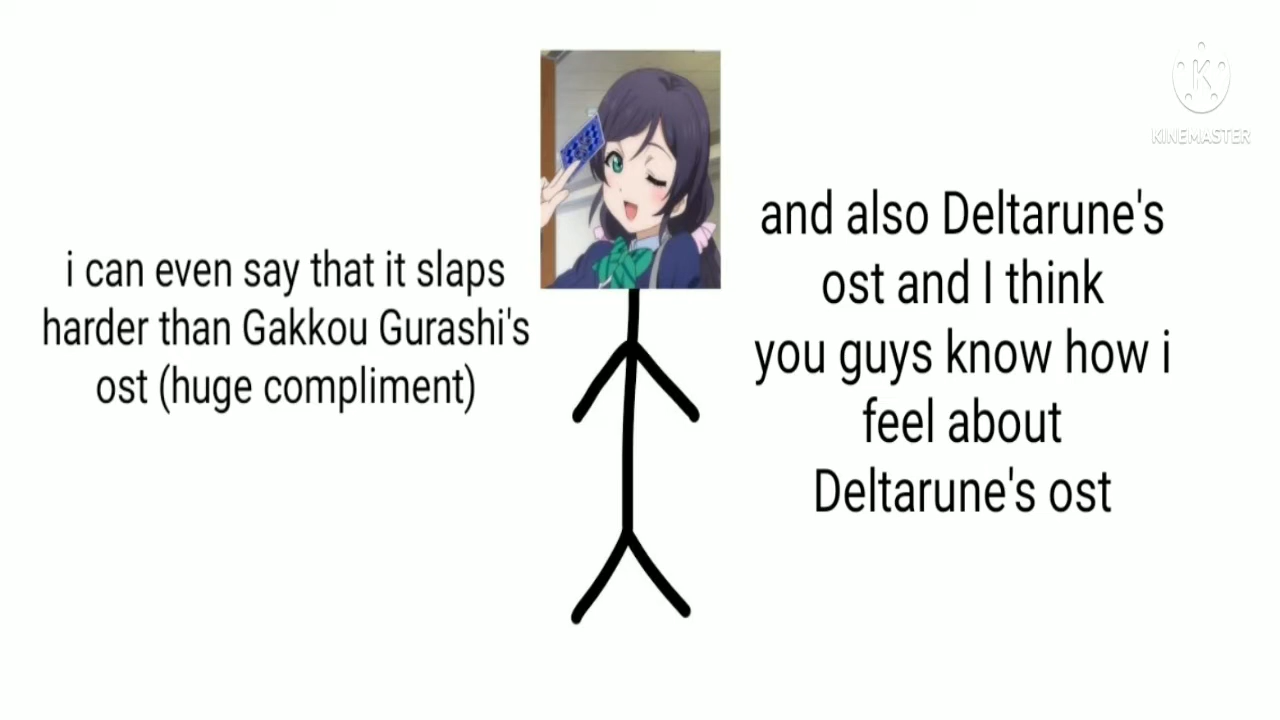 i can even say that it slaps
harder than Gakkou Gurashi's
ost (huge compliment)
and also Deltarune's
ost and I think
you guys know how i
feel about
Deltarune's ost
K
KINEMASTER